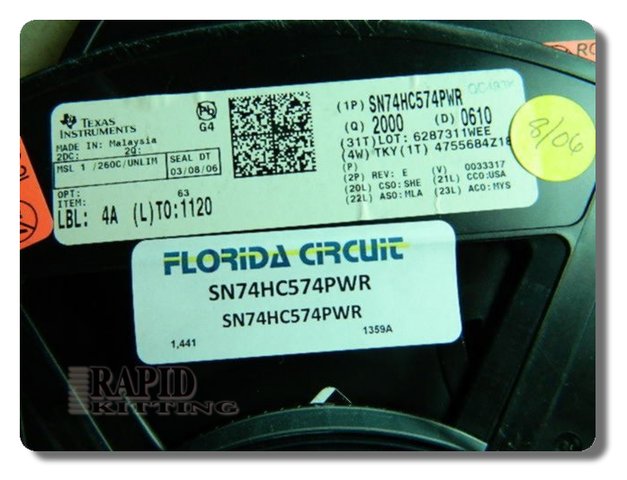 TEXAS
INSTRUMENTS
MADE IN: Malaysia
2DC: 2Q:
MSL 1 /260C/UNLIM
SEAL DT
03/08/06
OPT:
ITEM: 63
LBL: 4A (L)TO:1120
Pb
G4
(1P) SN74HC574PWR
(Q) 2000 (D) 0610
(31T)LOT: 6287311WEE
(4W) TKY(1T) 4755684Z18
(P)
(2P) REV: E (V) 0033317
(20L) CSO:SHE (21L) CCO:USA
(22L) ASO:MLA (23L) ACO:MYS
8/06
FLORIDA CIRCUIT
SN74HC574PWR
SN74HC574PWR
1,441 1359A
RAPID
KITTING